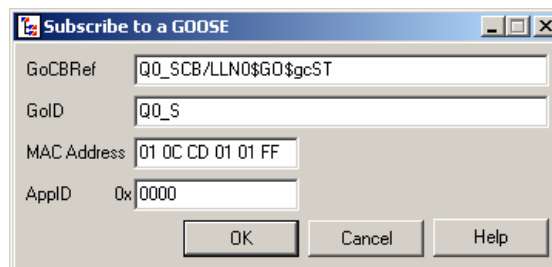 Subscribe to a GOOSE
GoCBRef Q0_SCB/LLN0$GO$gcST
GoID Q0_S
MAC Address 01 0C CD 01 01 FF
AppID 0x 0000
OK Cancel Help